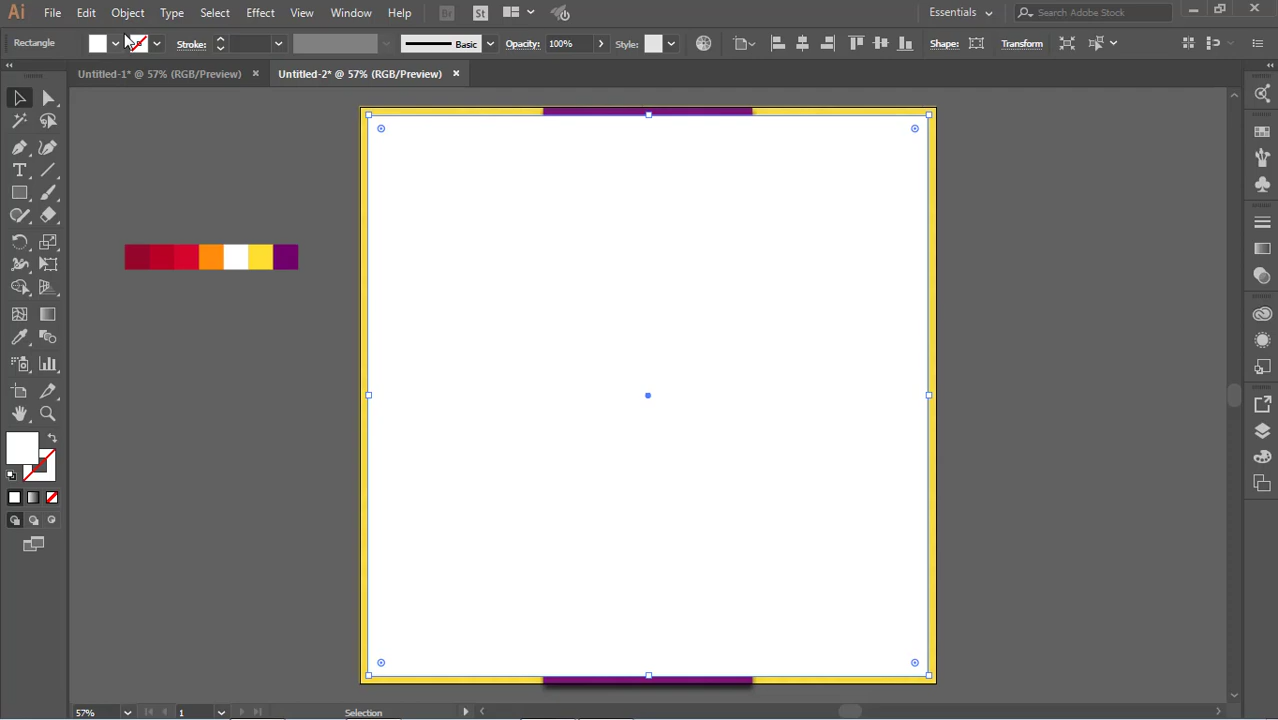 Ai File Edit Object Type Select Effect View Window Help Br St Essentials Search Adobe Stock
Rectangle Stroke: Basic Opacity: 100% Style: Shape: Transform
Untitled-1* @ 57% (RGB/Preview) × Untitled-2* @ 57% (RGB/Preview) ×
T
57% 1 Selection